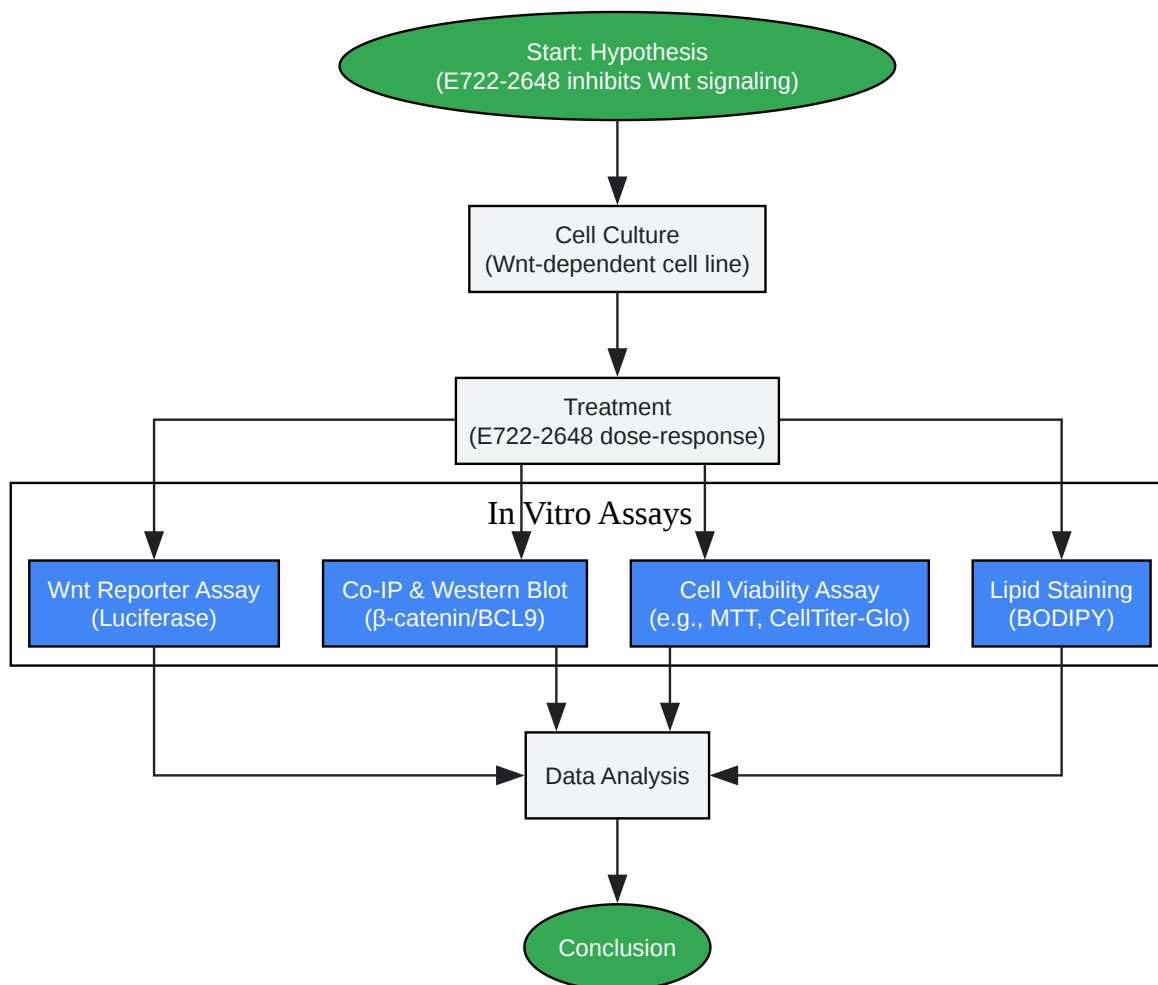 Start: Hypothesis
(E722-2648 inhibits Wnt signaling)
Cell Culture
(Wnt-dependent cell line)
Treatment
(E722-2648 dose-response)
In Vitro Assays
Wnt Reporter Assay
(Luciferase)
Co-IP & Western Blot
(β-catenin/BCL9)
Cell Viability Assay
(e.g., MTT, CellTiter-Glo)
Lipid Staining
(BODIPY)
Data Analysis
Conclusion